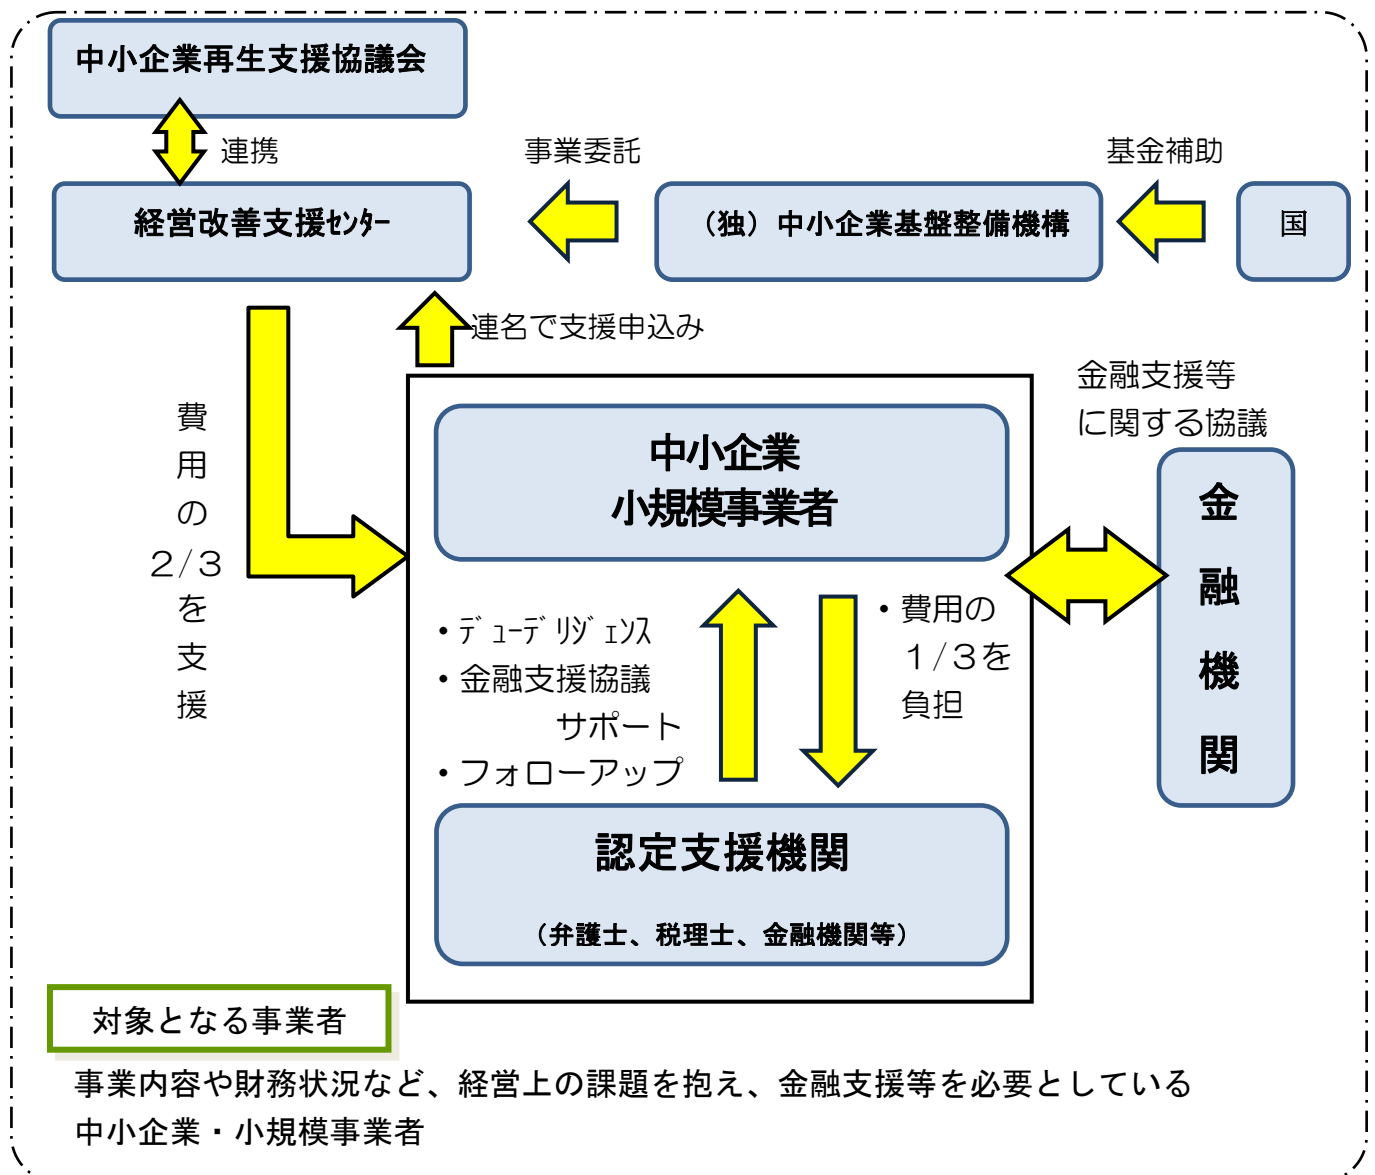 中小企業再生支援協議会
連携
事業委託
基金補助
経営改善支援ｾﾝﾀｰ
（独）中小企業基盤整備機構
国
連名で支援申込み
費用の２/３を支援
金融支援等
に関する協議
中小企業
小規模事業者
金融機関
・ﾃﾞｭｰﾃﾞﾘｼﾞｪﾝｽ
・金融支援協議
サポート
・フォローアップ
・費用の
１/３を
負担
認定支援機関
（弁護士、税理士、金融機関等）
対象となる事業者
事業内容や財務状況など、経営上の課題を抱え、金融支援等を必要としている
中小企業・小規模事業者